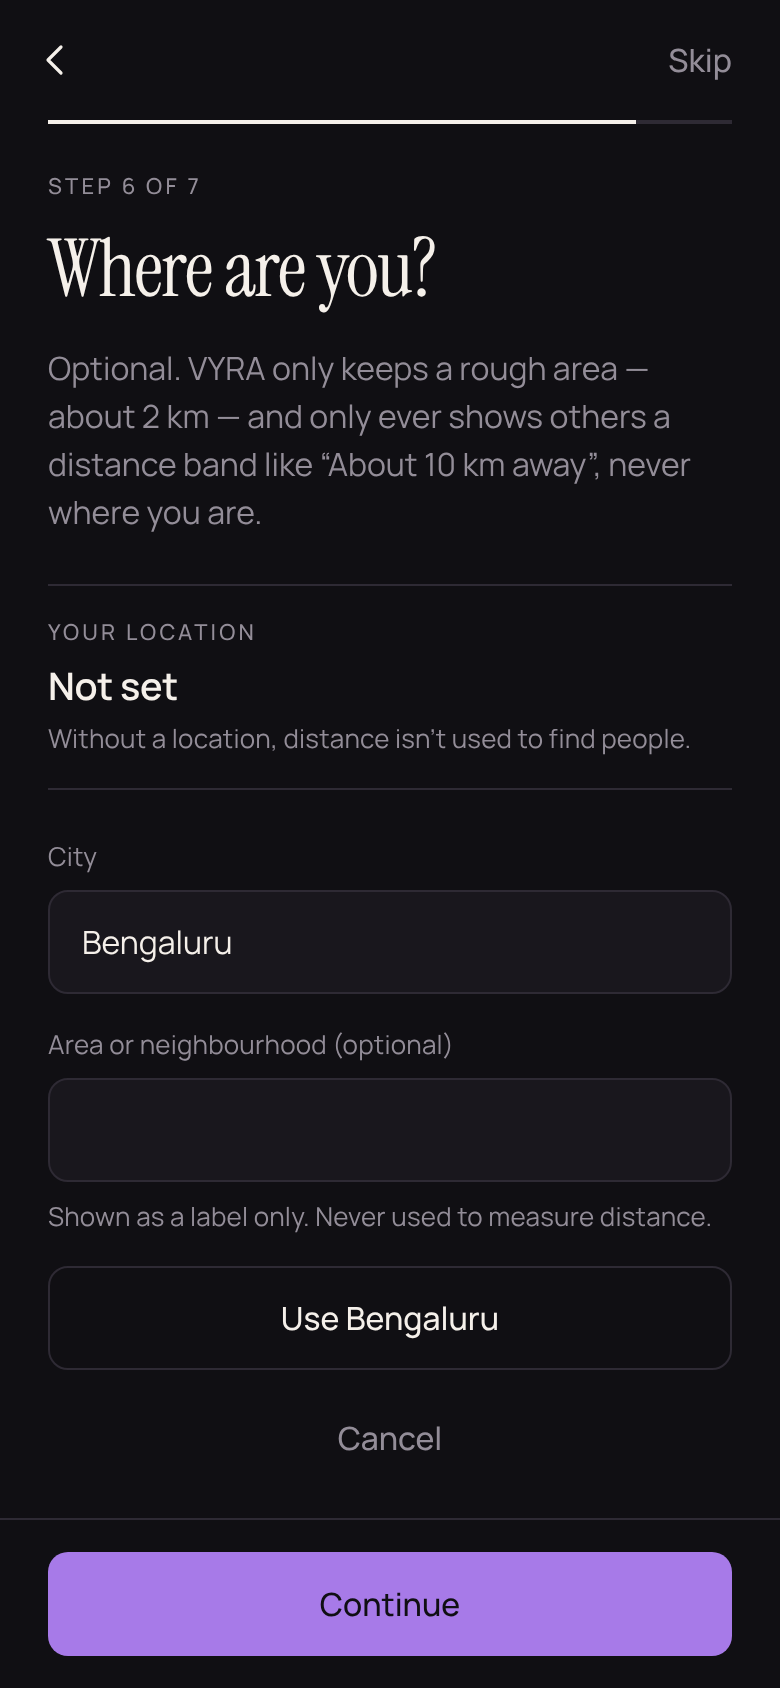 Skip
STEP 6 OF 7
Where are you?
Optional. VYRA only keeps a rough area —
about 2 km — and only ever shows others a
distance band like “About 10 km away”, never
where you are.
YOUR LOCATION
Not set
Without a location, distance isn’t used to find people.
City
Bengaluru
Area or neighbourhood (optional)
Shown as a label only. Never used to measure distance.
Use Bengaluru
Cancel
Continue